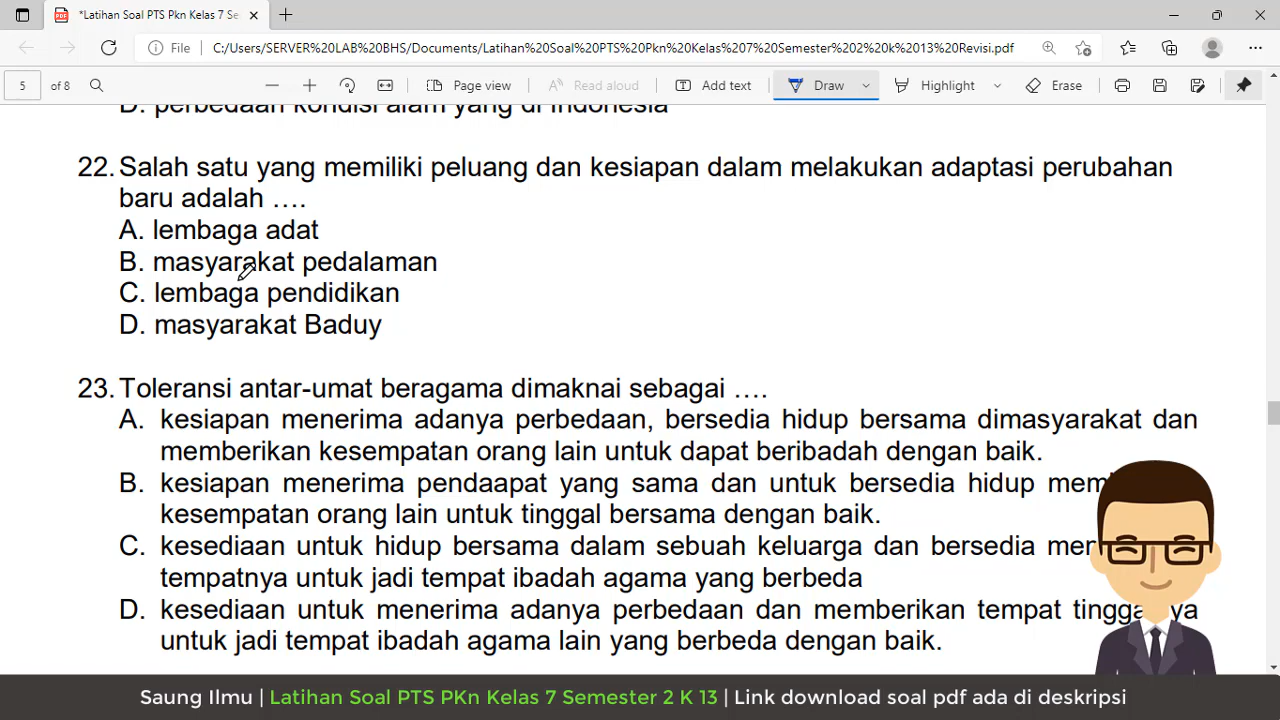 *Latihan Soal PTS Pkn Kelas 7 Se
File
C:/Users/SERVER%20LAB%20BHS/Documents/Latihan%20Soal%20PTS%20Pkn%20Kelas%207%20Semester%202%20k%2013%20Revisi.pdf
5 of 8
Page view
Read aloud
Add text
Draw
Highlight
Erase
D. perbedaan kondisi alam yang di Indonesia
22. Salah satu yang memiliki peluang dan kesiapan dalam melakukan adaptasi perubahan
baru adalah ….
A. lembaga adat
B. masyarakat pedalaman
C. lembaga pendidikan
D. masyarakat Baduy
23. Toleransi antar-umat beragama dimaknai sebagai ….
A. kesiapan menerima adanya perbedaan, bersedia hidup bersama dimasyarakat dan
memberikan kesempatan orang lain untuk dapat beribadah dengan baik.
B. kesiapan menerima pendaapat yang sama dan untuk bersedia hidup
kesempatan orang lain untuk tinggal bersama dengan baik.
C. kesediaan untuk hidup bersama dalam sebuah keluarga dan bersedia
tempatnya untuk jadi tempat ibadah agama yang berbeda
D. kesediaan untuk menerima adanya perbedaan dan memberikan tempat
untuk jadi tempat ibadah agama lain yang berbeda dengan baik.
Saung Ilmu | Latihan Soal PTS PKn Kelas 7 Semester 2 K 13 | Link download soal pdf ada di deskripsi